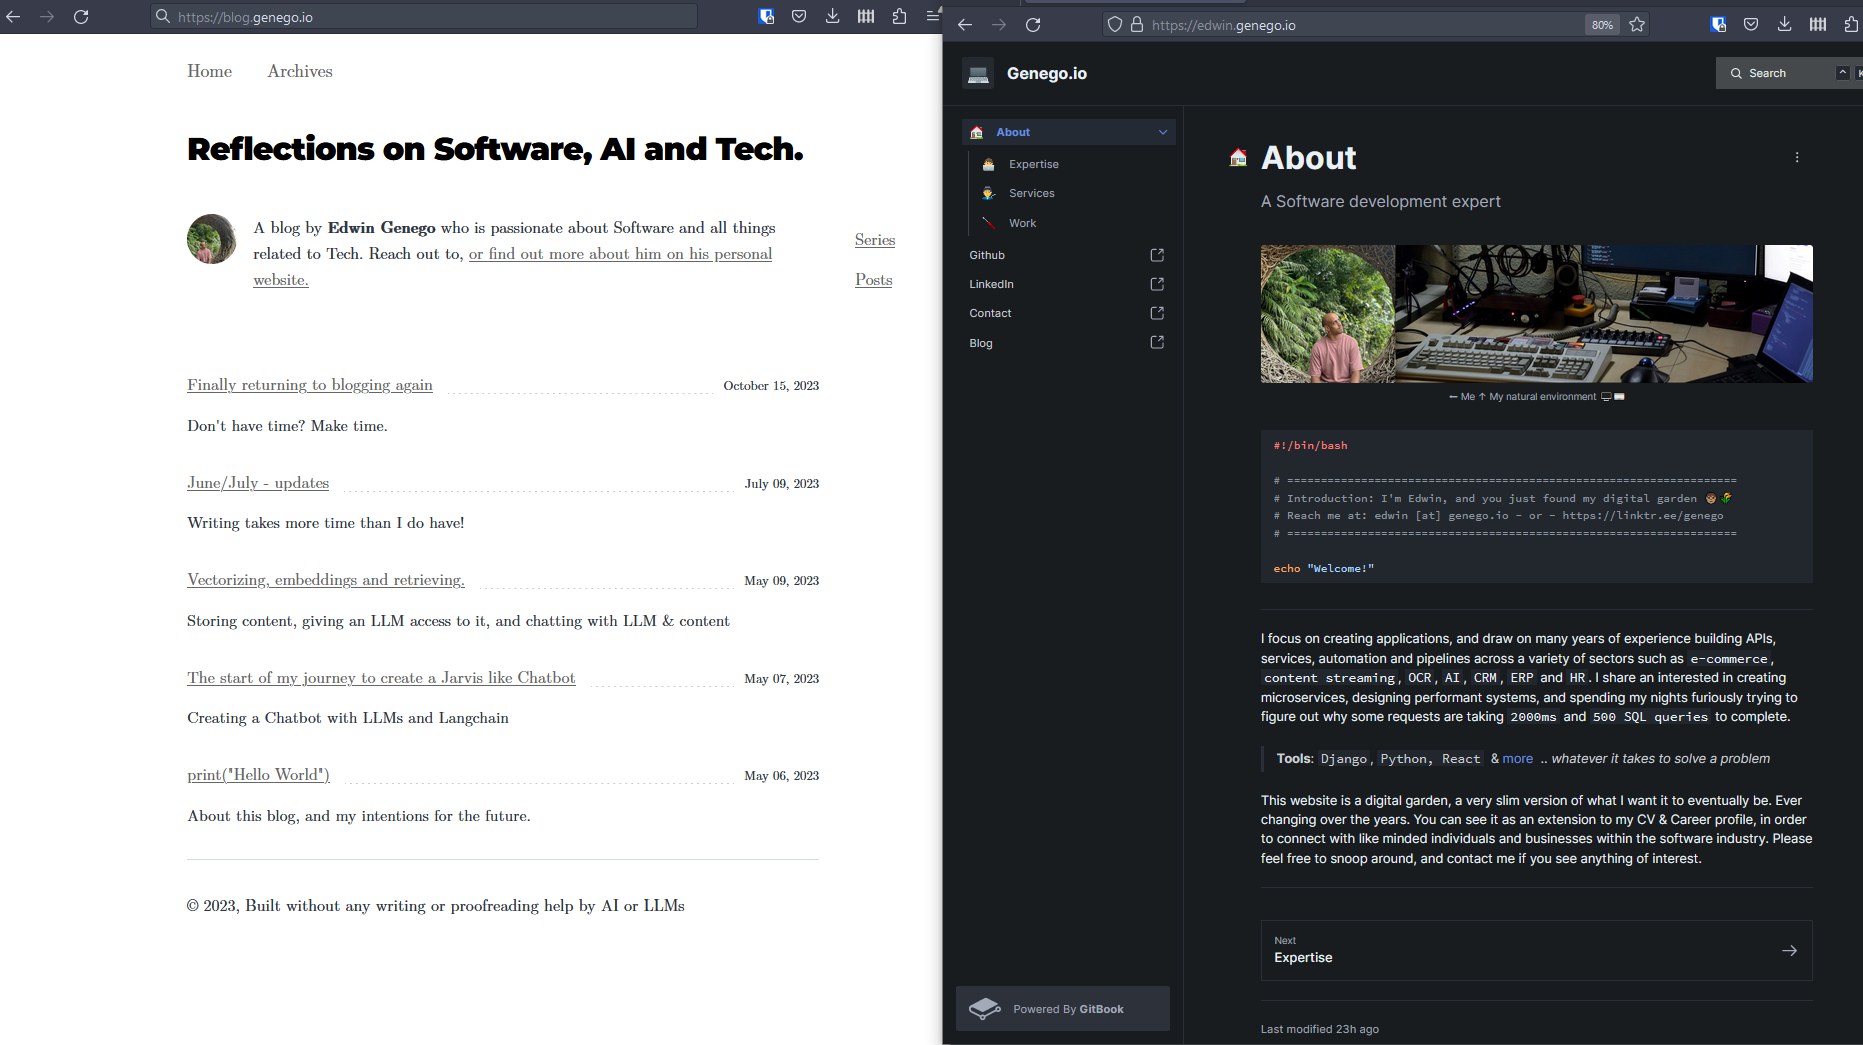 https://blog.genego.io
Home
Archives
Reflections on Software, AI and Tech.
A blog by Edwin Genego who is passionate about Software and all things
related to Tech. Reach out to, or find out more about him on his personal
website.
Series
Posts
Finally returning to blogging again
October 15, 2023
Don't have time? Make time.
June/July - updates
July 09, 2023
Writing takes more time than I do have!
Vectorizing, embeddings and retrieving.
May 09, 2023
Storing content, giving an LLM access to it, and chatting with LLM & content
The start of my journey to create a Jarvis like Chatbot
May 07, 2023
Creating a Chatbot with LLMs and Langchain
print("Hello World")
May 06, 2023
About this blog, and my intentions for the future.
© 2023, Built without any writing or proofreading help by AI or LLMs
https://edwin.genego.io
80%
Genego.io
Search
^
K
About
Expertise
Services
Work
Github
LinkedIn
Contact
Blog
Powered By GitBook
About
A Software development expert
← Me ↑ My natural environment
#!/bin/bash
# ==================================================================
# Introduction: I'm Edwin, and you just found my digital garden
# Reach me at: edwin [at] genego.io - or - https://linktr.ee/genego
# ==================================================================
echo "Welcome!"
I focus on creating applications, and draw on many years of experience building APIs,
services, automation and pipelines across a variety of sectors such as e-commerce,
content streaming, OCR, AI, CRM, ERP and HR. I share an interested in creating
microservices, designing performant systems, and spending my nights furiously trying to
figure out why some requests are taking 2000ms and 500 SQL queries to complete.
Tools: Django, Python, React & more .. whatever it takes to solve a problem
This website is a digital garden, a very slim version of what I want it to eventually be. Ever
changing over the years. You can see it as an extension to my CV & Career profile, in order
to connect with like minded individuals and businesses within the software industry. Please
feel free to snoop around, and contact me if you see anything of interest.
Next
Expertise
Last modified 23h ago